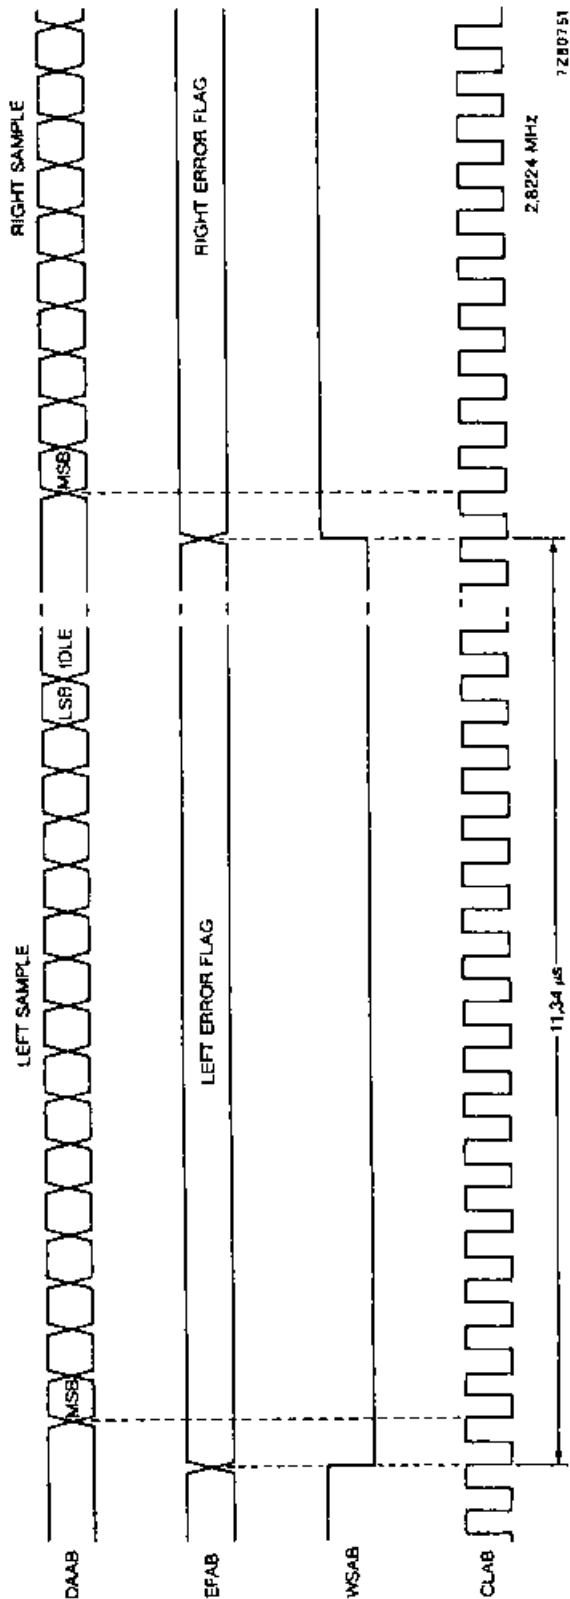 LEFT SAMPLE
RIGHT SAMPLE
DAAB
MSB
LSB
IDLE
MSB
EFAB
LEFT ERROR FLAG
RIGHT ERROR FLAG
WSAB
CLAB
2,8224 MHz
11,34 µs
7Z80751